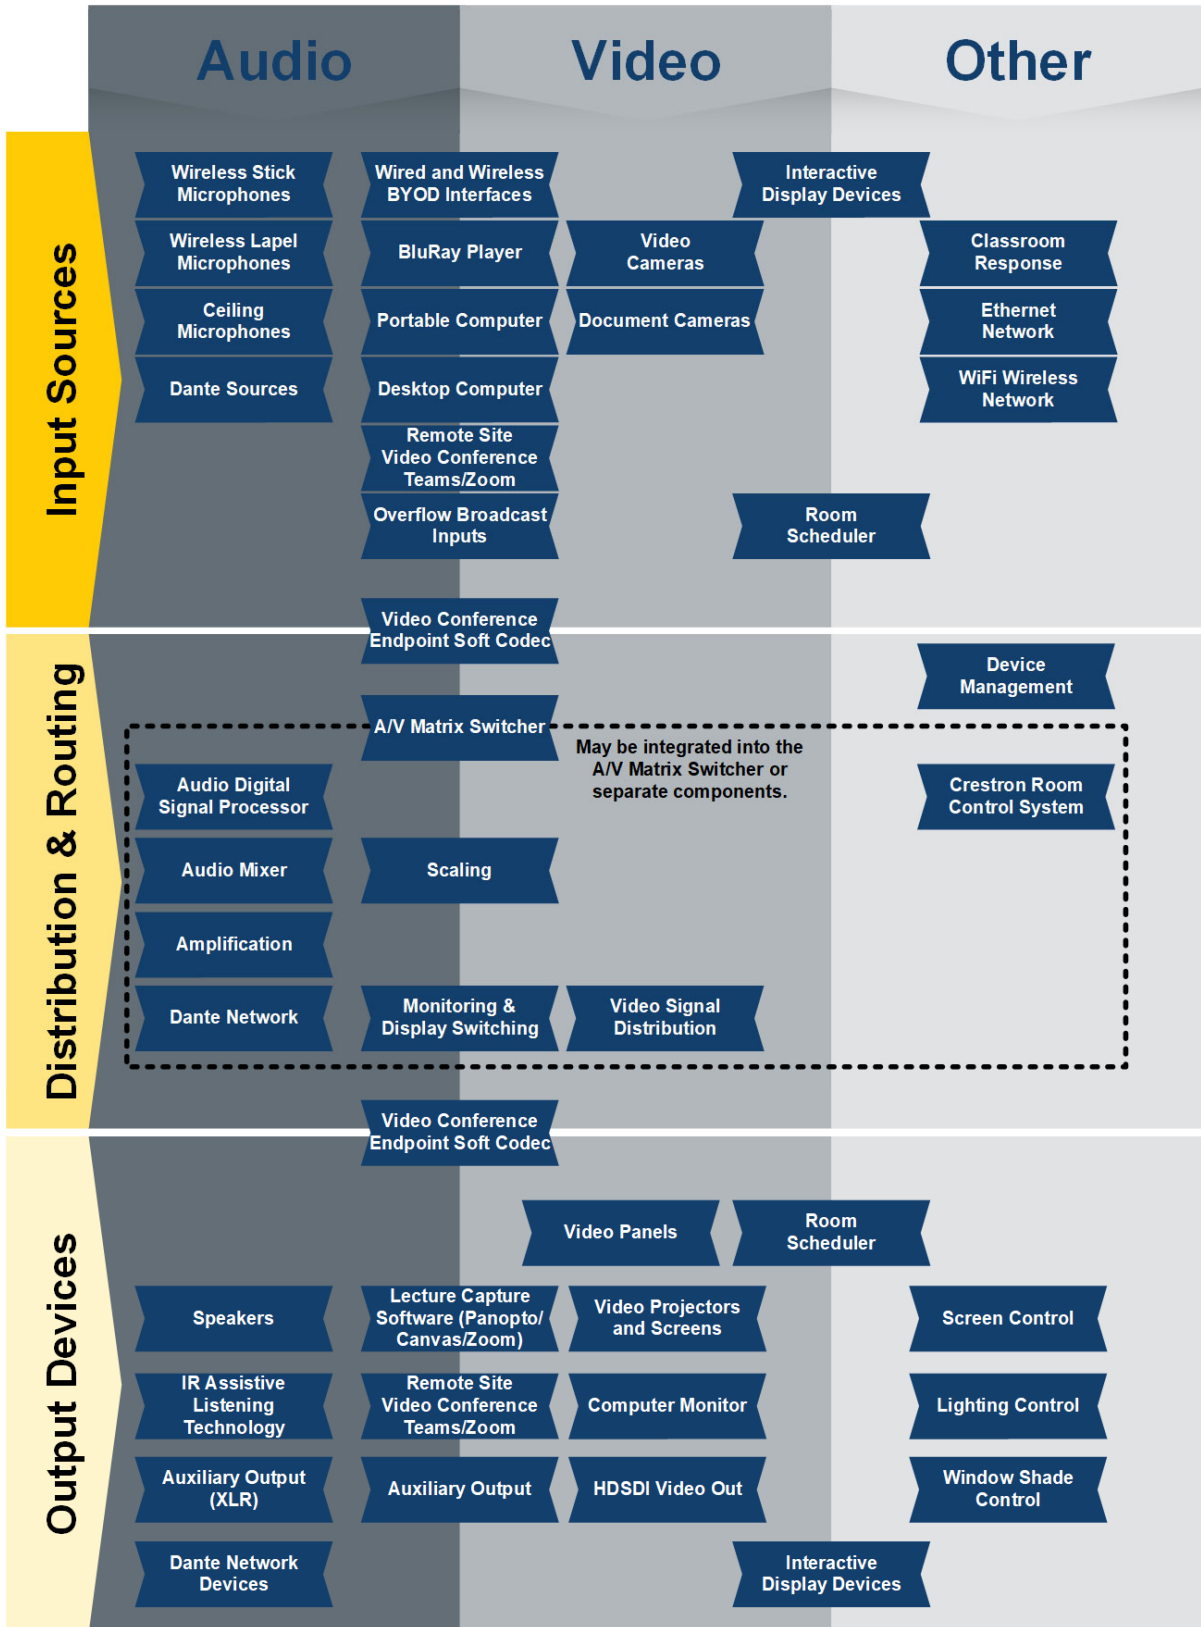 Audio
Video
Other
Input Sources
Wireless Stick
Microphones
Wired and Wireless
BYOD Interfaces
Interactive
Display Devices
Wireless Lapel
Microphones
BluRay Player
Video
Cameras
Classroom
Response
Ceiling
Microphones
Portable Computer
Document Cameras
Ethernet
Network
Dante Sources
Desktop Computer
WiFi Wireless
Network
Remote Site
Video Conference
Teams/Zoom
Overflow Broadcast
Inputs
Room
Scheduler
Video Conference
Endpoint Soft Codec
Distribution & Routing
Device
Management
A/V Matrix Switcher
May be integrated into the
A/V Matrix Switcher or
separate components.
Audio Digital
Signal Processor
Crestron Room
Control System
Audio Mixer
Scaling
Amplification
Dante Network
Monitoring &
Display Switching
Video Signal
Distribution
Video Conference
Endpoint Soft Codec
Output Devices
Video Panels
Room
Scheduler
Speakers
Lecture Capture
Software (Panopto/
Canvas/Zoom)
Video Projectors
and Screens
Screen Control
IR Assistive
Listening
Technology
Remote Site
Video Conference
Teams/Zoom
Computer Monitor
Lighting Control
Auxiliary Output
(XLR)
Auxiliary Output
HDSDI Video Out
Window Shade
Control
Dante Network
Devices
Interactive
Display Devices